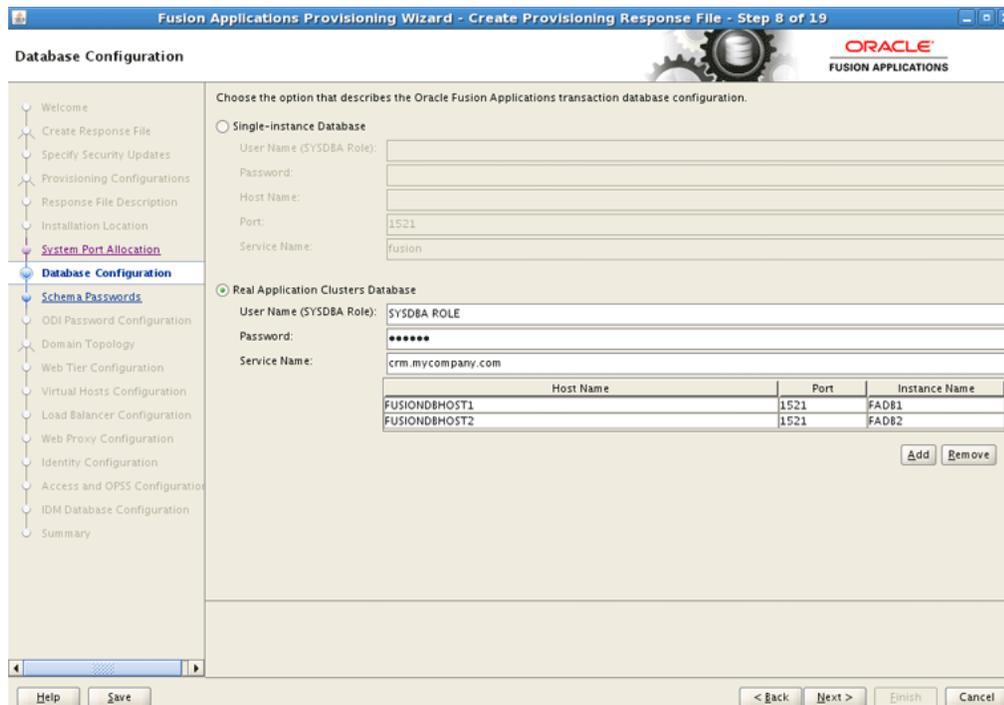 Fusion Applications Provisioning Wizard - Create Provisioning Response File - Step 8 of 19
Database Configuration
ORACLE
FUSION APPLICATIONS
Welcome
Create Response File
Specify Security Updates
Provisioning Configurations
Response File Description
Installation Location
System Port Allocation
Database Configuration
Schema Passwords
ODI Password Configuration
Domain Topology
Web Tier Configuration
Virtual Hosts Configuration
Load Balancer Configuration
Web Proxy Configuration
Identity Configuration
Access and OPSS Configuration
IDM Database Configuration
Summary
Choose the option that describes the Oracle Fusion Applications transaction database configuration.
Single-instance Database
User Name (SYSDBA Role):
Password:
Host Name:
Port: 1521
Service Name: fusion
Real Application Clusters Database
User Name (SYSDBA Role): SYSDBA ROLE
Password: ••••••
Service Name: crm.mycompany.com
Host Name Port Instance Name
FUSIONDBHOST1 1521 FADB1
FUSIONDBHOST2 1521 FADB2
Add Remove
Help Save < Back Next > Finish Cancel